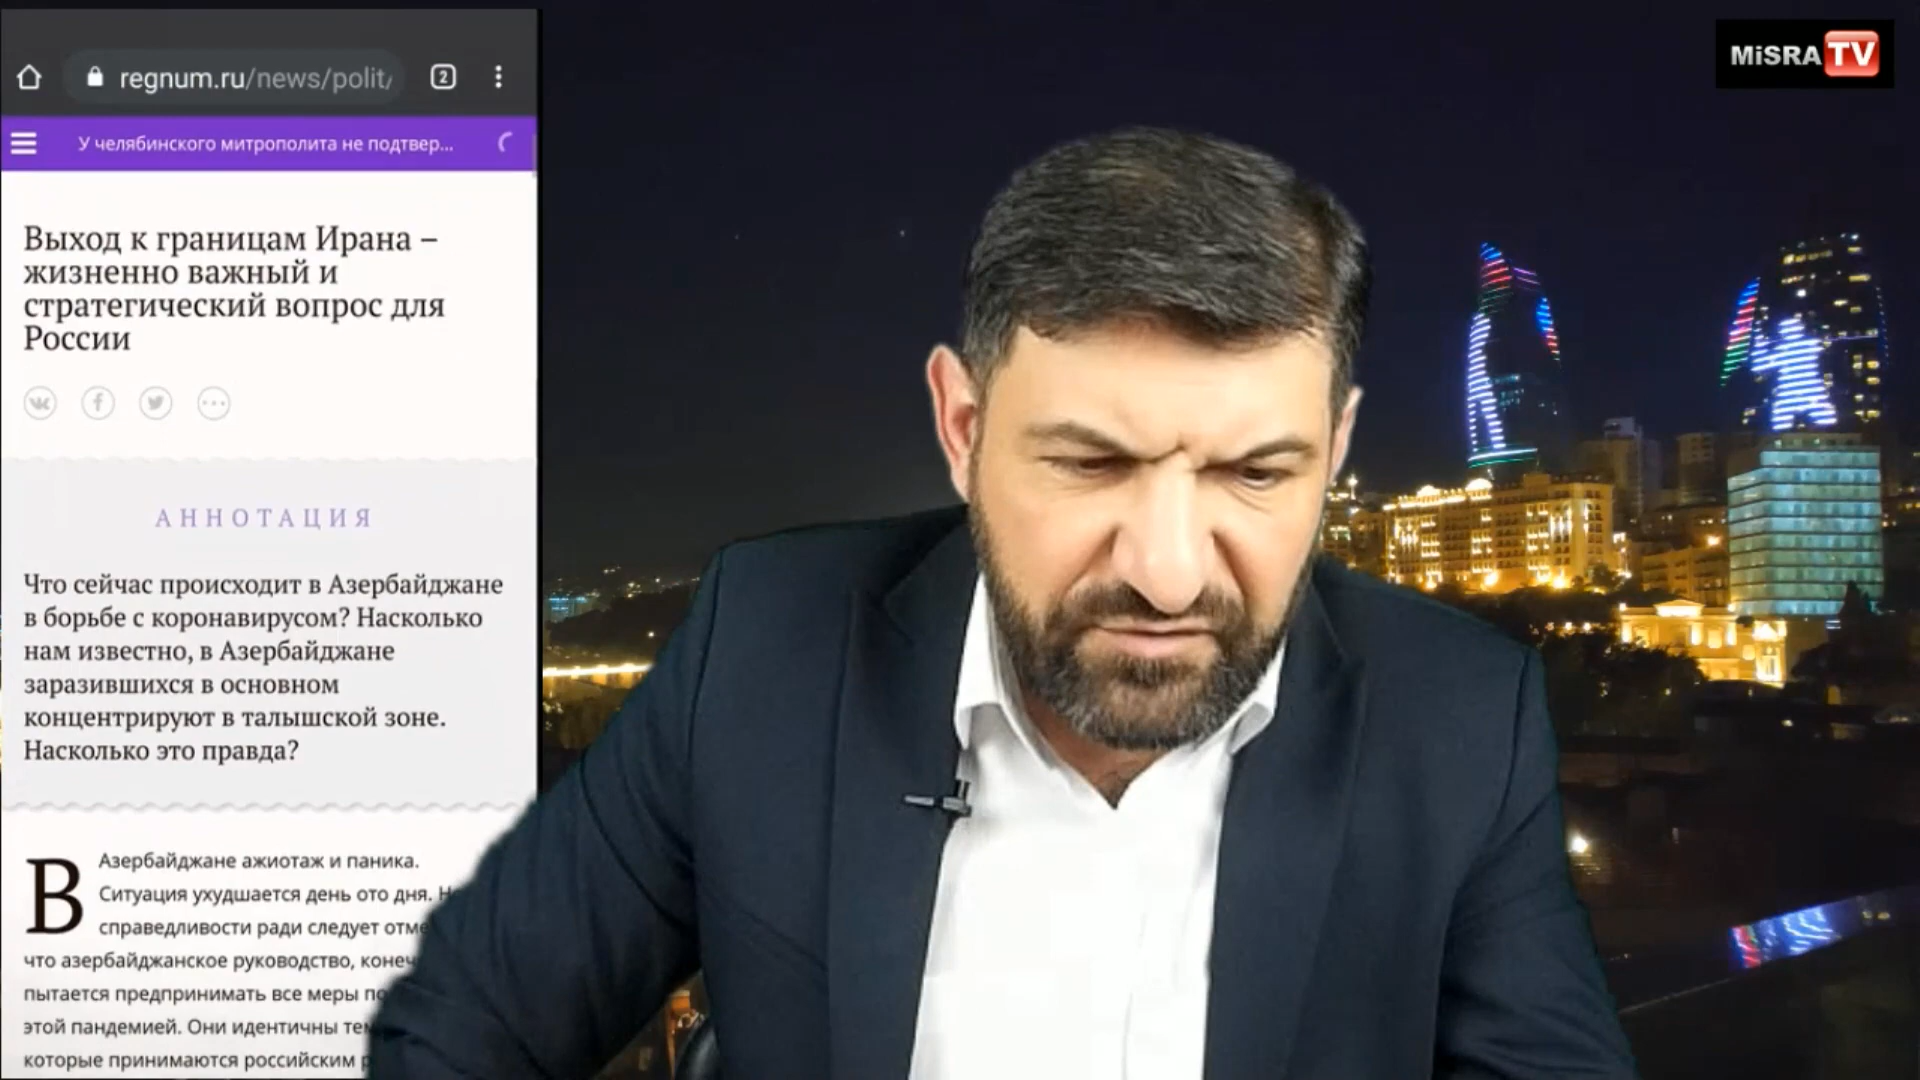 regnum.ru/news/polit/
2
MiSRA TV
У челябинского митрополита не подтвер...
Выход к границам Ирана –
жизненно важный и
стратегический вопрос для
России
АННОТАЦИЯ
Что сейчас происходит в Азербайджане
в борьбе с коронавирусом? Насколько
нам известно, в Азербайджане
заразившихся в основном
концентрируют в талышской зоне.
Насколько это правда?
В Азербайджане ажиотаж и паника.
Ситуация ухудшается день ото дня.
справедливости ради следует
что азербайджанское руководство,
пытается предпринимать все меры
этой пандемией. Они идентичны
которые принимаются российским